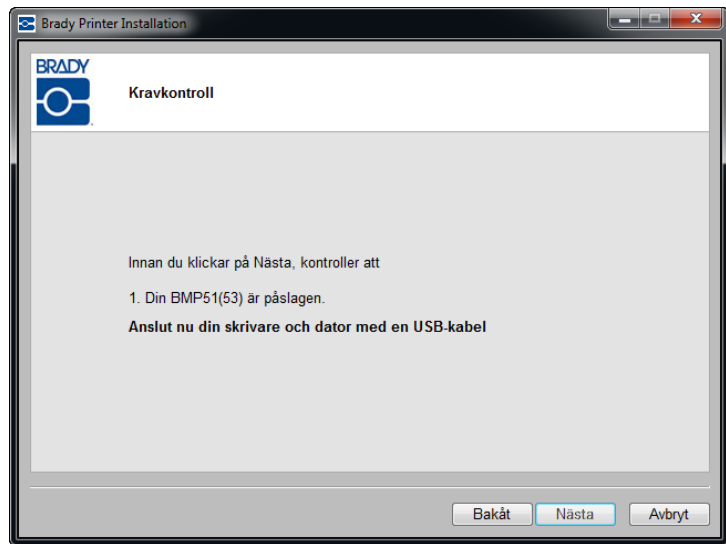 Brady Printer Installation
BRADY
Kravkontroll
Innan du klickar på Nästa, kontroller att
1. Din BMP51(53) är påslagen.
Anslut nu din skrivare och dator med en USB-kabel
Bakåt Nästa Avbryt